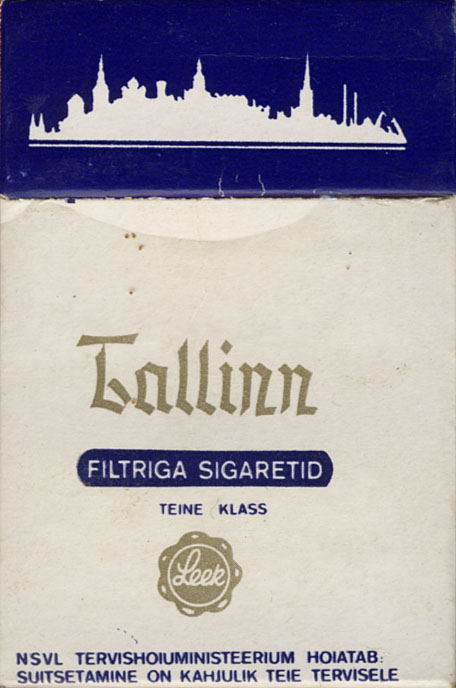 Tallinn
FILTRIGA SIGARETID
TEINE KLASS
Leek
NSVL TERVISHOIUMINISTEERIUM HOIATAB:
SUITSETAMINE ON KAHJULIK TEIE TERVISELE